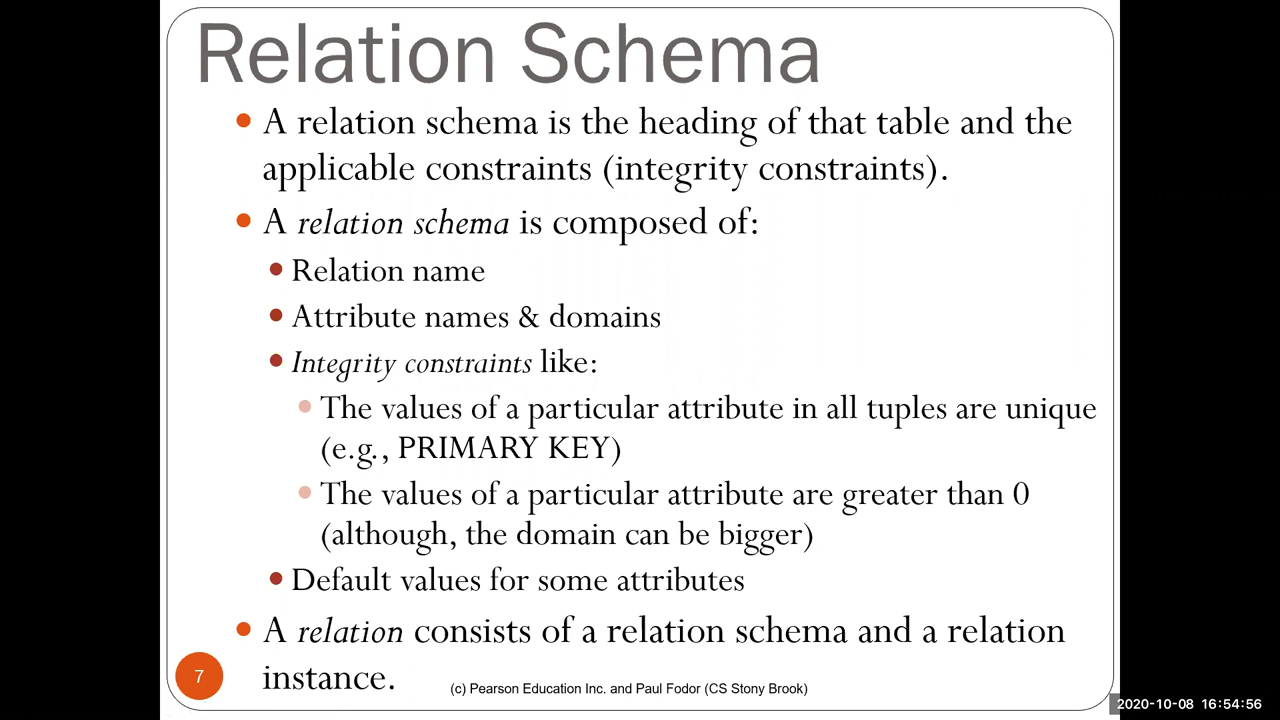 Relation Schema
• A relation schema is the heading of that table and the
applicable constraints (integrity constraints).
• A relation schema is composed of:
• Relation name
• Attribute names & domains
• Integrity constraints like:
• The values of a particular attribute in all tuples are unique
(e.g., PRIMARY KEY)
• The values of a particular attribute are greater than 0
(although, the domain can be bigger)
• Default values for some attributes
• A relation consists of a relation schema and a relation
instance.
7
(c) Pearson Education Inc. and Paul Fodor (CS Stony Brook)
2020-10-08 16:54:56